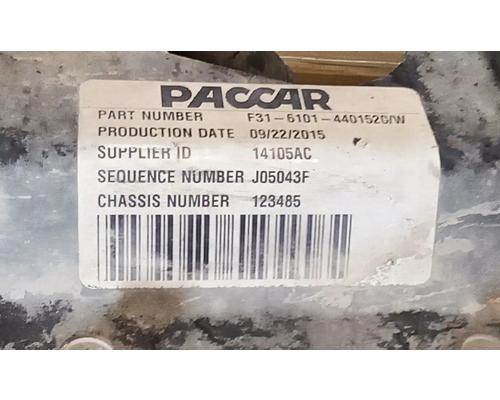 PACCAR
PART NUMBER F31-6101-440152G/W
PRODUCTION DATE 09/22/2015
SUPPLIER ID 14105AC
SEQUENCE NUMBER J05043F
CHASSIS NUMBER 123485